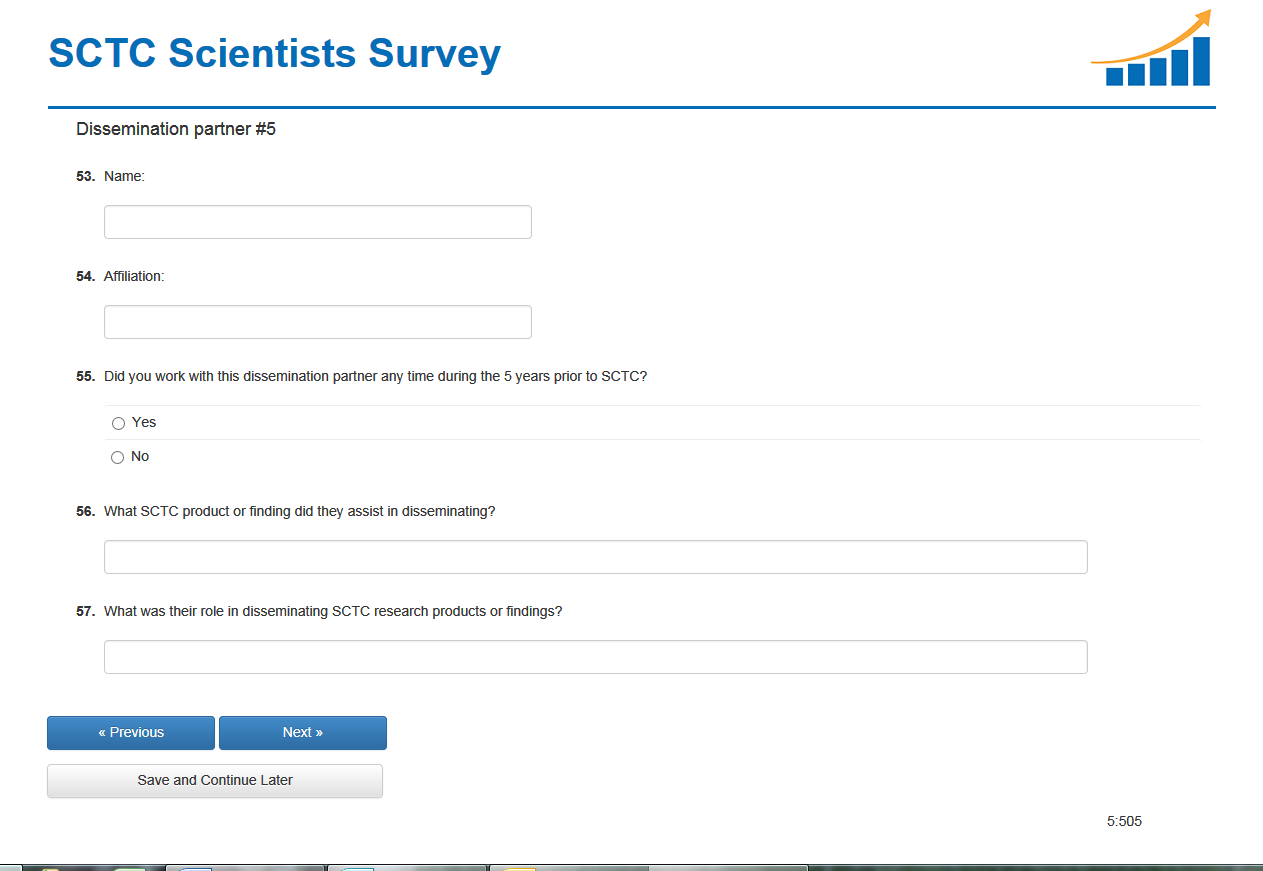 SCTC Scientists Survey
Dissemination partner #5
53. Name:
54. Affiliation:
55. Did you work with this dissemination partner any time during the 5 years prior to SCTC?
Yes
No
56. What SCTC product or finding did they assist in disseminating?
57. What was their role in disseminating SCTC research products or findings?
« Previous
Next »
Save and Continue Later
5:505